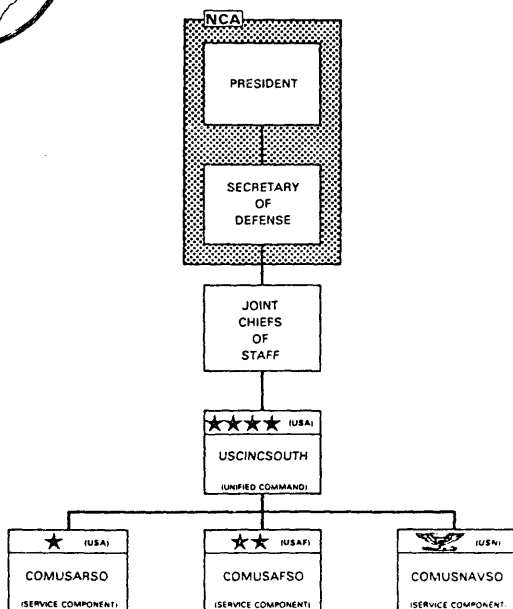 NCA
PRESIDENT
SECRETARY
OF
DEFENSE
JOINT
CHIEFS
OF
STAFF
(USA)
USCINCSOUTH
(UNIFIED COMMAND)
(USA)
COMUSARSO
(SERVICE COMPONENT)
(USAF)
COMUSAFSO
(SERVICE COMPONENT)
(USN)
COMUSNAVSO
(SERVICE COMPONENT)